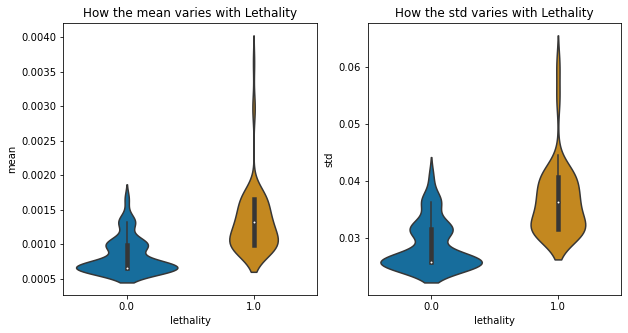 How the mean varies with Lethality
mean
0.0040
0.0035
0.0030
0.0025
0.0020
0.0015
0.0010
0.0005
0.0
1.0
lethality
How the std varies with Lethality
std
0.06
0.05
0.04
0.03
0.0
1.0
lethality